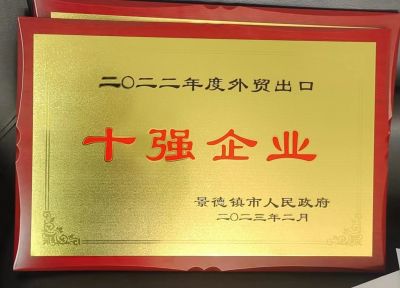 二〇二二年度外贸出口
十强企业
景德镇市人民政府
二〇二三年二月